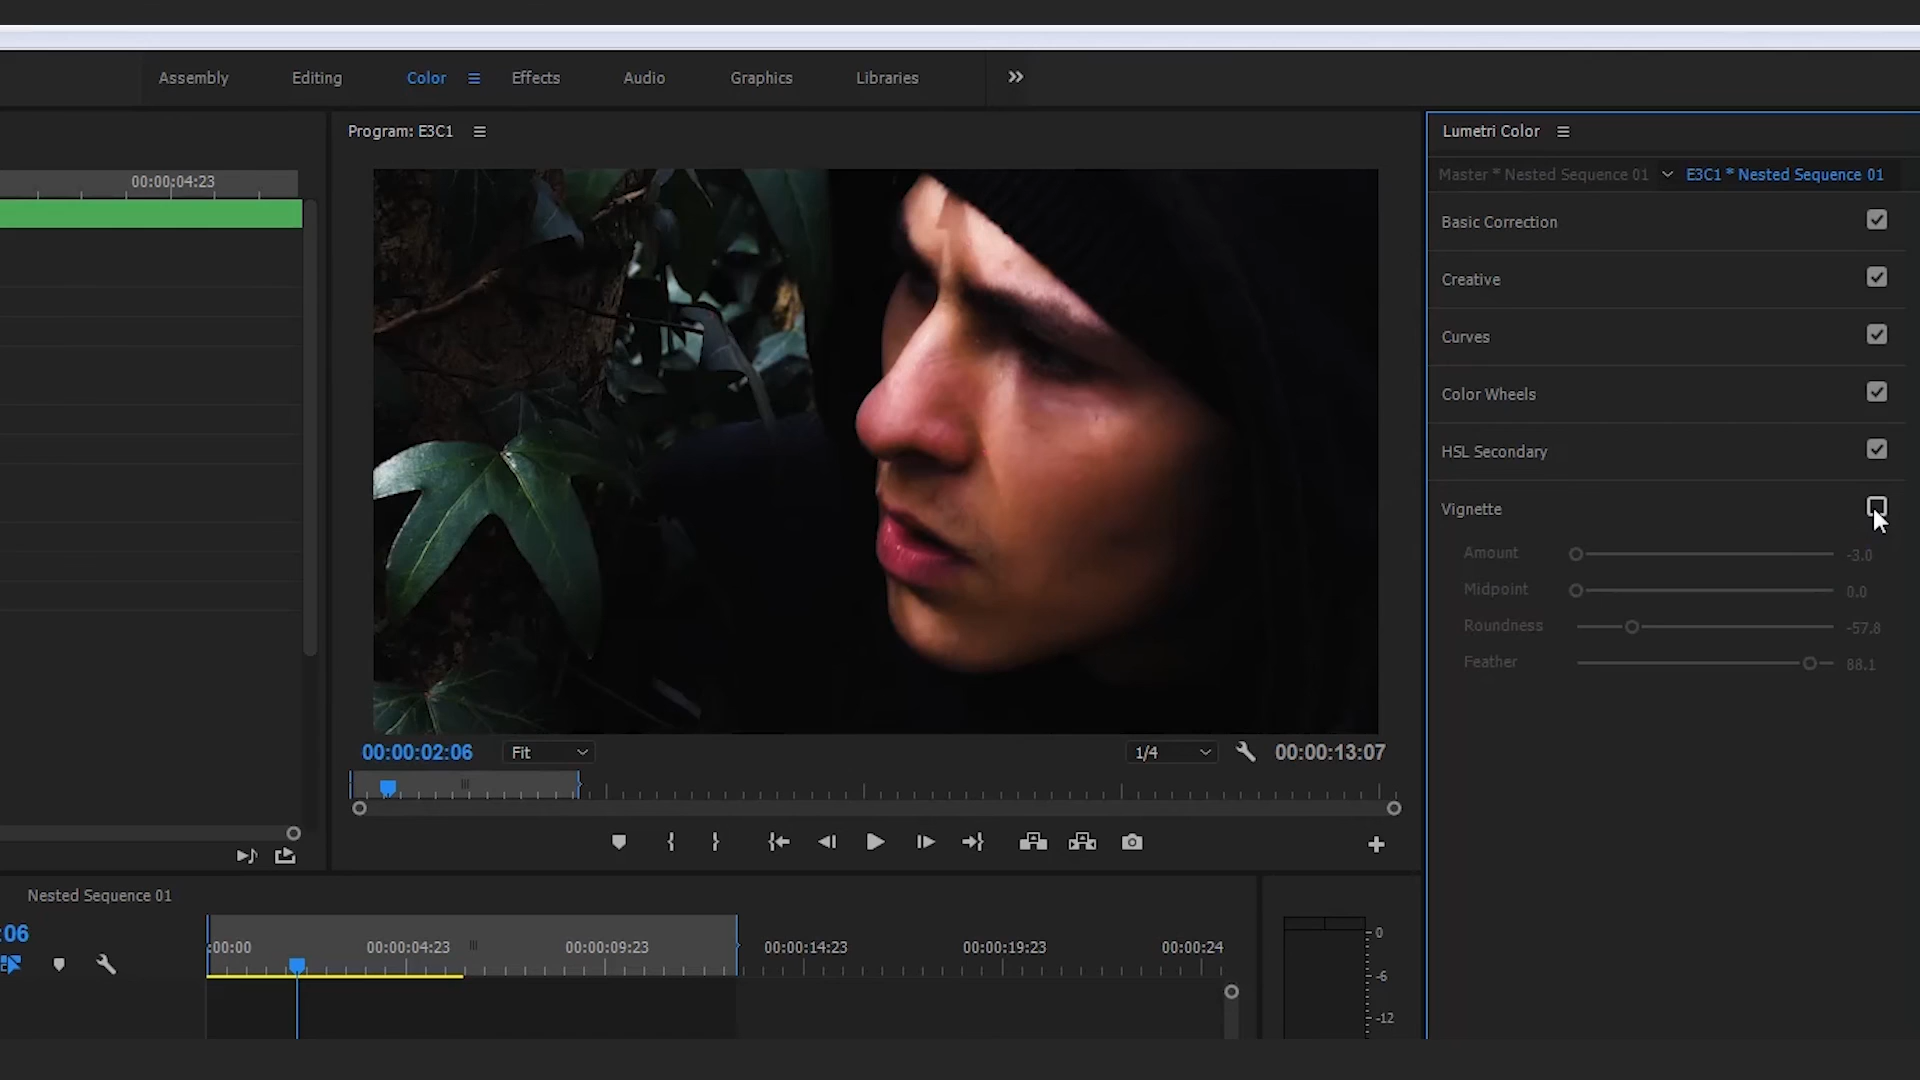 Assembly Editing Color Effects Audio Graphics Libraries
Program: E3C1
Lumetri Color
Master * Nested Sequence 01 E3C1 * Nested Sequence 01
00:00:04:23
Basic Correction
Creative
Curves
Color Wheels
HSL Secondary
Vignette
Amount -3.0
Midpoint 0.0
Roundness -57.8
Feather 88.1
00:00:02:06 Fit 1/4 00:00:13:07
Nested Sequence 01
:06
:00:00 00:00:04:23 00:00:09:23 00:00:14:23 00:00:19:23 00:00:24
0
-6
-12